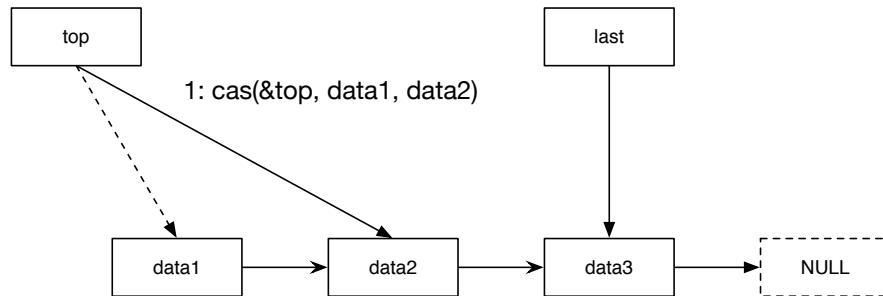 top
last
1: cas(&top, data1, data2)
data1
data2
data3
NULL